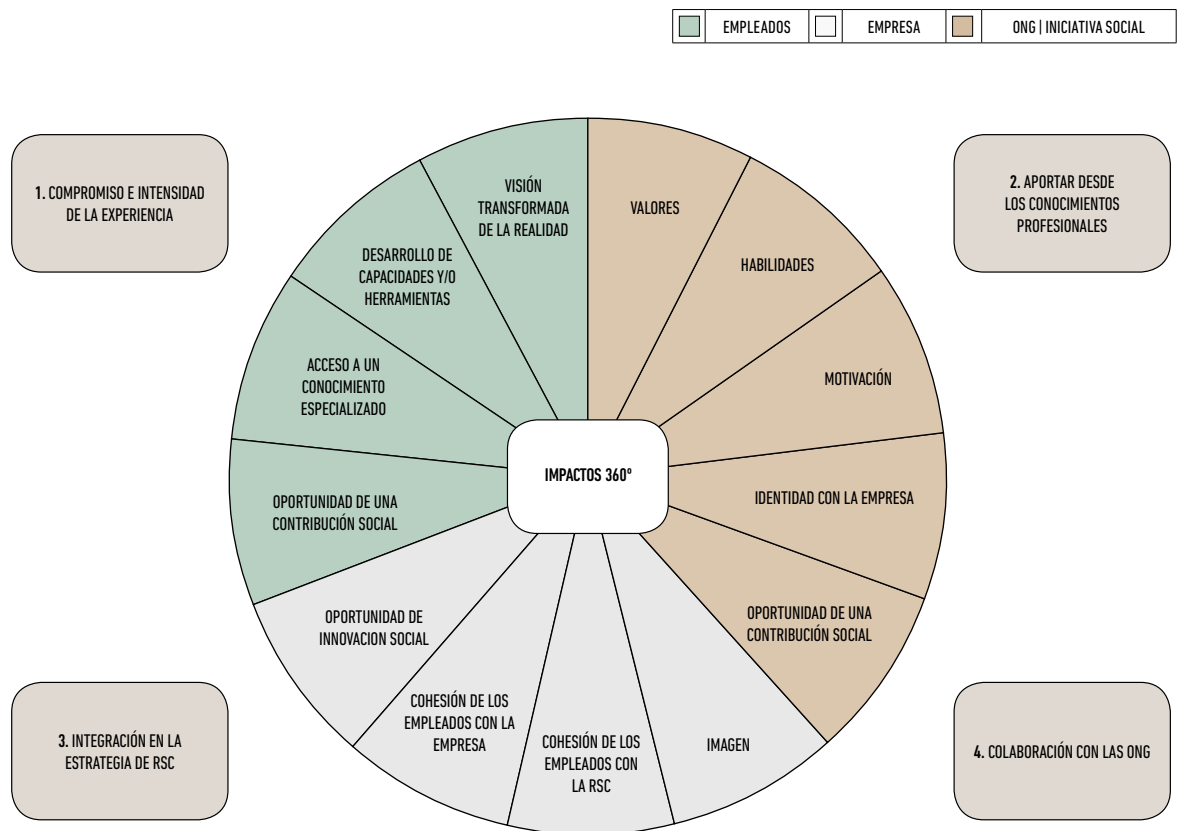 EMPLEADOS
EMPRESA
ONG | INICIATIVA SOCIAL
1. COMPROMISO E INTENSIDAD
DE LA EXPERIENCIA
2. APORTAR DESDE
LOS CONOCIMIENTOS
PROFESIONALES
VISIÓN
TRANSFORMADA
DE LA REALIDAD
VALORES
DESARROLLO DE
CAPACIDADES Y/O
HERRAMIENTAS
HABILIDADES
ACCESO A UN
CONOCIMIENTO
ESPECIALIZADO
MOTIVACIÓN
IMPACTOS 360º
OPORTUNIDAD DE UNA
CONTRIBUCIÓN SOCIAL
IDENTIDAD CON LA EMPRESA
OPORTUNIDAD DE
INNOVACION SOCIAL
OPORTUNIDAD DE UNA
CONTRIBUCIÓN SOCIAL
COHESIÓN DE LOS
EMPLEADOS CON LA
EMPRESA
COHESIÓN DE LOS
EMPLEADOS CON
LA RSC
IMAGEN
3. INTEGRACIÓN EN LA
ESTRATEGIA DE RSC
4. COLABORACIÓN CON LAS ONG